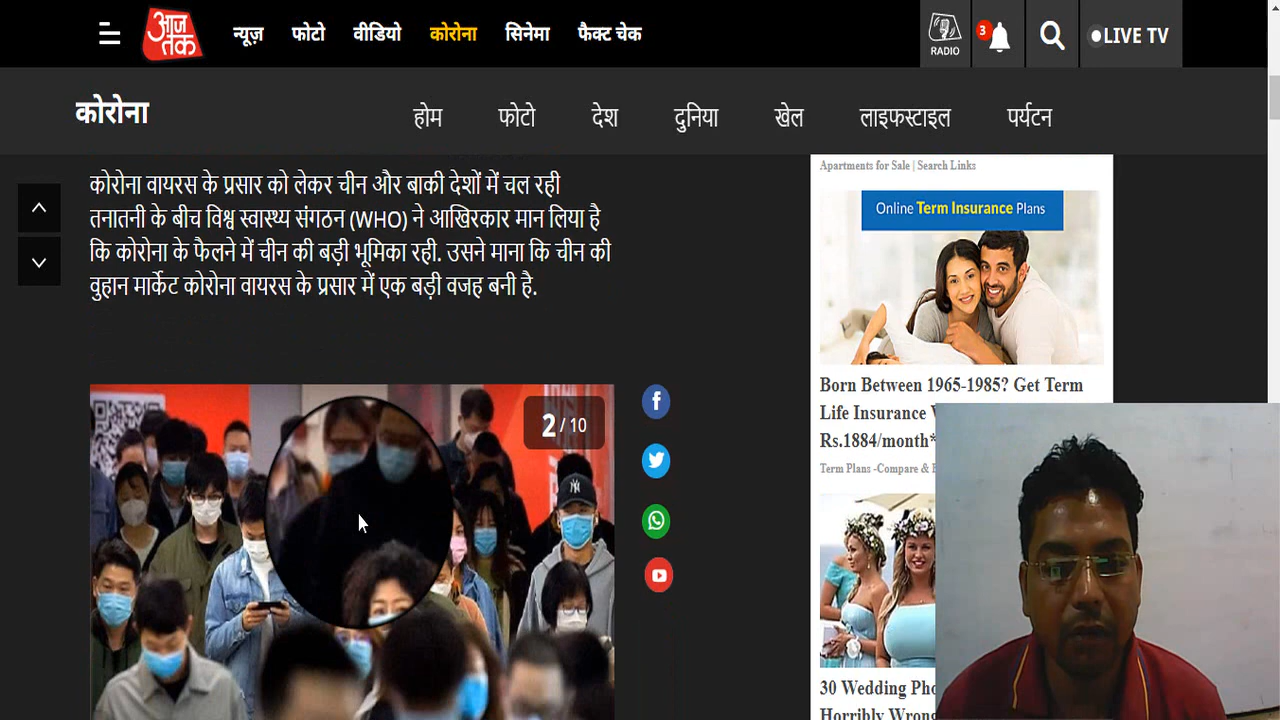 आज
तक
न्यूज़
फोटो
वीडियो
कोरोना
सिनेमा
फैक्ट चेक
RADIO
3
LIVE TV
कोरोना
होम
फोटो
देश
दुनिया
खेल
लाइफस्टाइल
पर्यटन
कोरोना वायरस के प्रसार को लेकर चीन और बाकी देशों में चल रही
तनातनी के बीच विश्व स्वास्थ्य संगठन (WHO) ने आखिरकार मान लिया है
कि कोरोना के फैलने में चीन की बड़ी भूमिका रही. उसने माना कि चीन की
वुहान मार्केट कोरोना वायरस के प्रसार में एक बड़ी वजह बनी है.
2 / 10
Apartments for Sale | Search Links
Online Term Insurance Plans
Born Between 1965-1985? Get Term
Life Insurance
Rs.1884/month*
Term Plans -Compare &
30 Wedding
Horribly Wrong